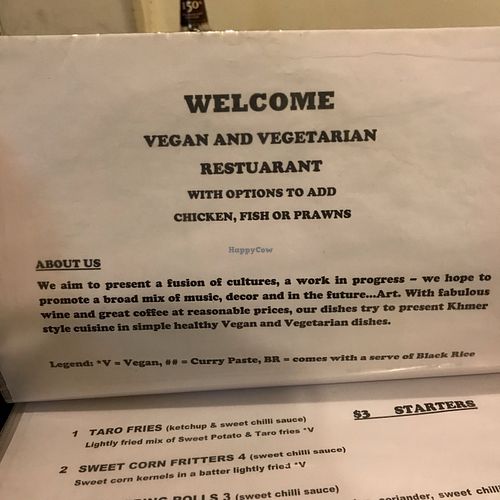 $50
WELCOME
VEGAN AND VEGETARIAN
RESTUARANT
WITH OPTIONS TO ADD
CHICKEN, FISH OR PRAWNS
HappyCow
ABOUT US
We aim to present a fusion of cultures, a work in progress – we hope to
promote a broad mix of music, decor and in the future...Art. With fabulous
wine and great coffee at reasonable prices, our dishes try to present Khmer
style cuisine in simple healthy Vegan and Vegetarian dishes.
Legend: *V = Vegan, ## = Curry Paste, BR = comes with a serve of Black Rice
$3 STARTERS
1 TARO FRIES (ketchup & sweet chilli sauce)
Lightly fried mix of Sweet Potato & Taro fries *V
2 SWEET CORN FRITTERS 4 (sweet chilli sauce)
Sweet corn kernels in a batter lightly fried *V
ROLLS 3 (sweet chilli sauce)
coriander, sweet chilli